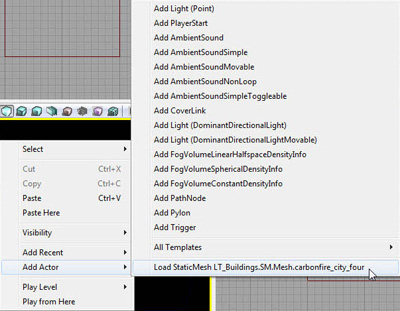 Add Light (Point)
Add PlayerStart
Add AmbientSound
Add AmbientSoundSimple
Add AmbientSoundMovable
Add AmbientSoundNonLoop
Add AmbientSoundSimpleToggleable
Add CoverLink
Add Light (DominantDirectionalLight)
Add Light (DominantDirectionalLightMovable)
Add FogVolumeLinearHalfspaceDensityInfo
Add FogVolumeSphericalDensityInfo
Add FogVolumeConstantDensityInfo
Add PathNode
Add Pylon
Add Trigger
All Templates
Load StaticMesh LT_Buildings.SM.Mesh.carbonfire_city_four
Select
Cut Ctrl+X
Copy Ctrl+C
Paste Ctrl+V
Paste Here
Visibility
Add Recent
Add Actor
Play Level
Play from Here